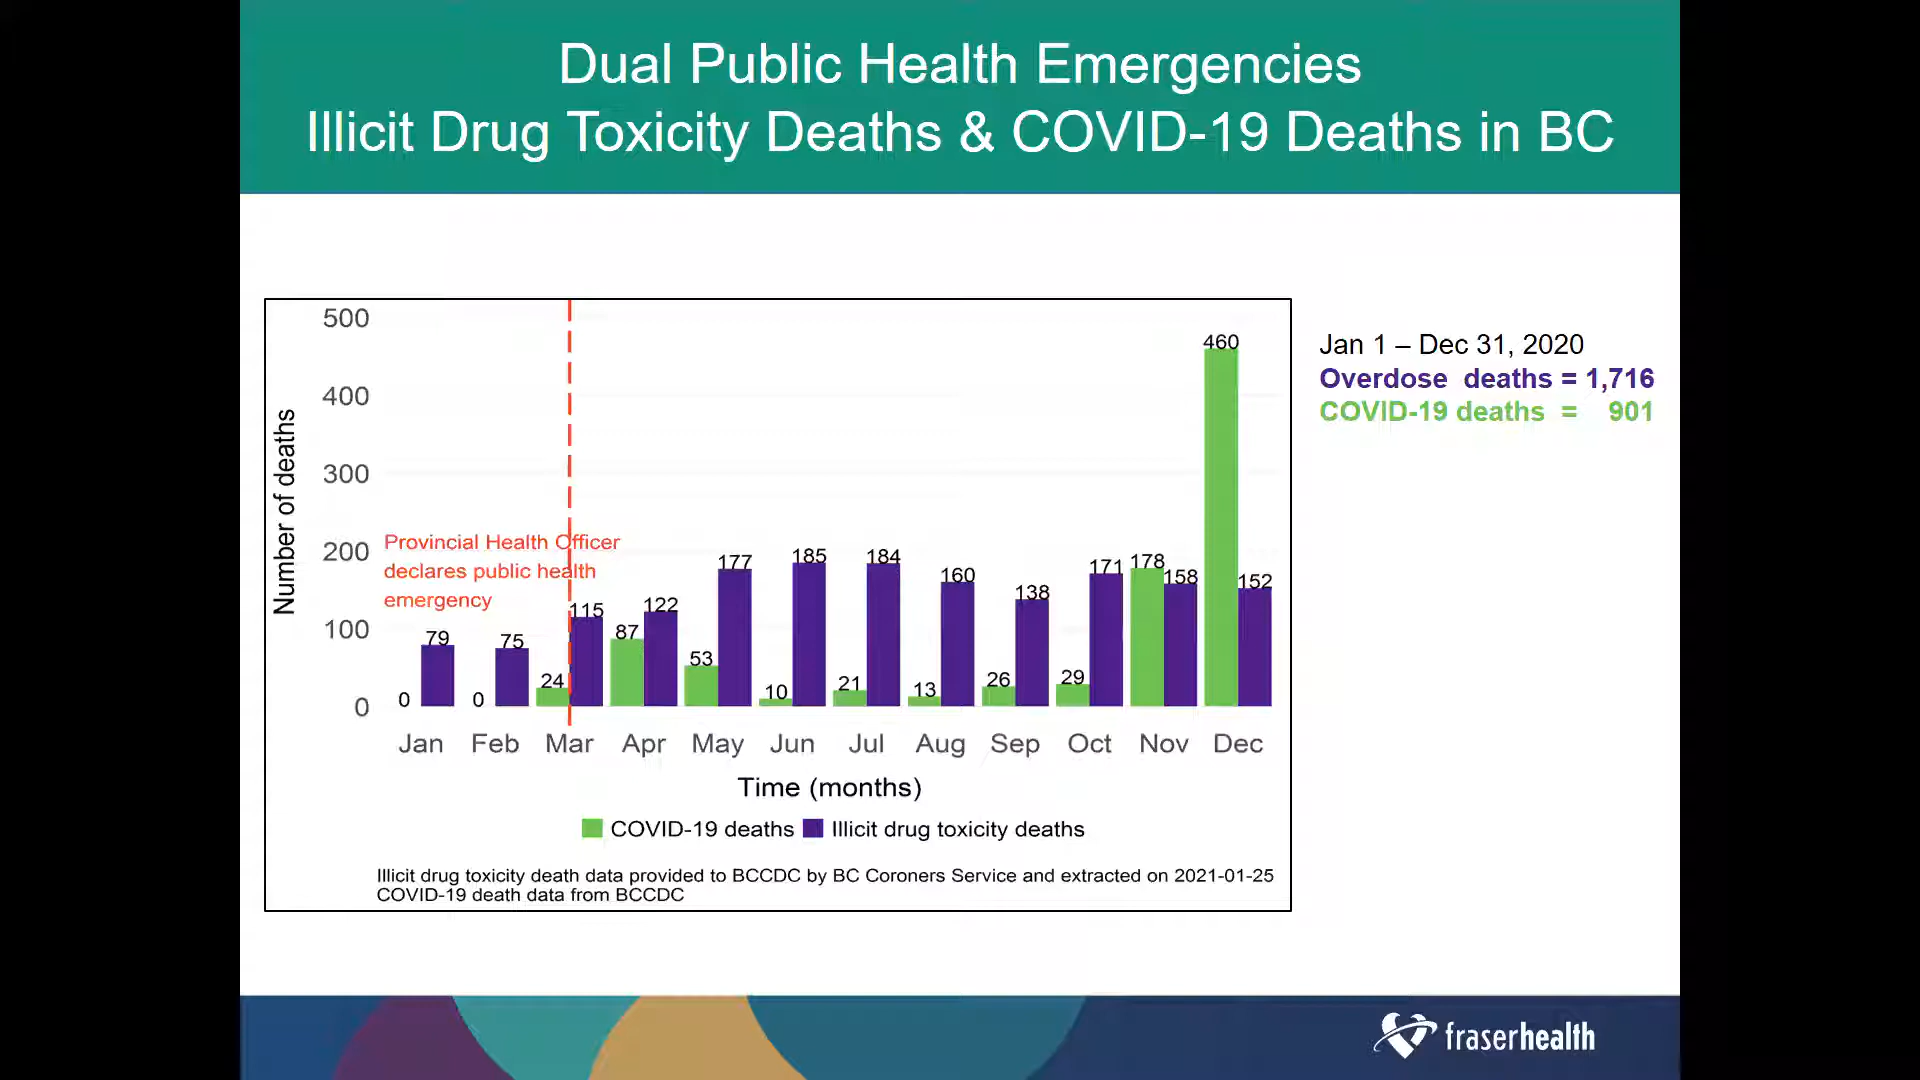 Dual Public Health Emergencies
Illicit Drug Toxicity Deaths & COVID-19 Deaths in BC
Jan 1 – Dec 31, 2020
Overdose deaths = 1,716
COVID-19 deaths = 901
Number of deaths
500
400
300
200
100
0
Provincial Health Officer
declares public health
emergency
0 79 0 75 24 115 87 122 53 177 10 185 21 184 13 160 26 138 29 171 178 158 460 152
Jan Feb Mar Apr May Jun Jul Aug Sep Oct Nov Dec
Time (months)
COVID-19 deaths Illicit drug toxicity deaths
Illicit drug toxicity death data provided to BCCDC by BC Coroners Service and extracted on 2021-01-25
COVID-19 death data from BCCDC
fraserhealth